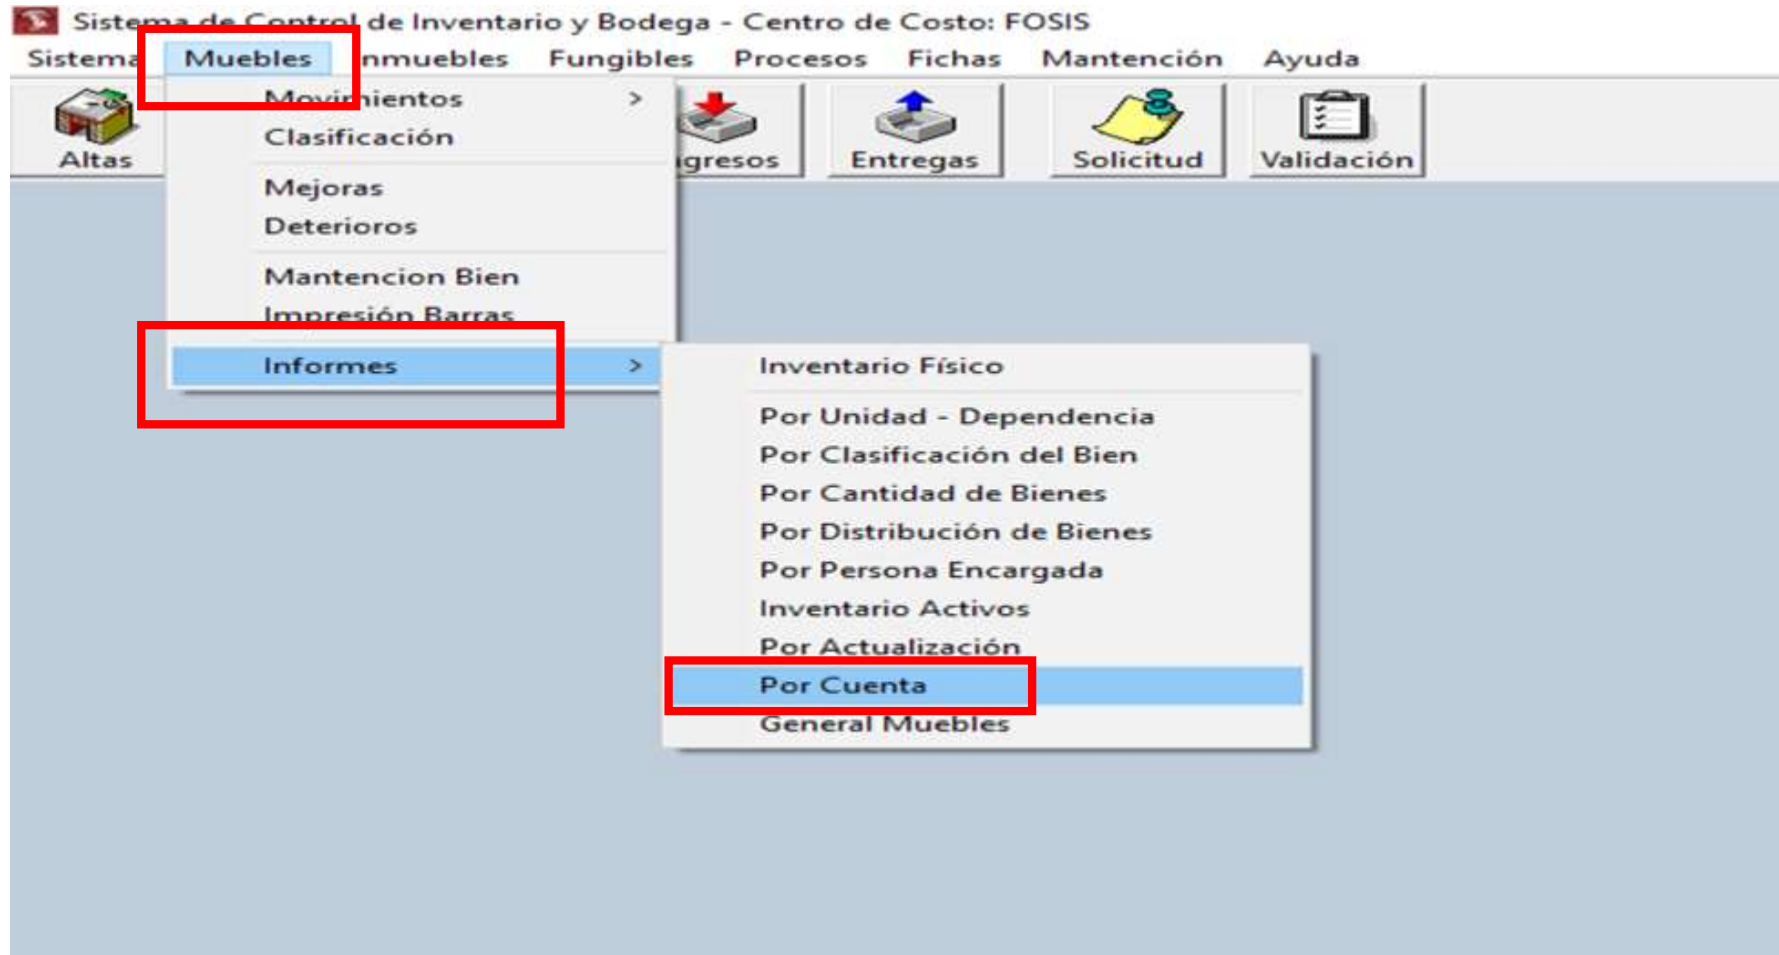 Sistema de Control de Inventario y Bodega - Centro de Costo: FOSIS
Sistema Muebles Inmuebles Fungibles Procesos Fichas Mantención Ayuda
Altas Entregas Solicitud Validación
Movimientos >
Clasificación
Mejoras
Deterioros
Mantencion Bien
Impresión Barras
Informes >
Inventario Físico
Por Unidad - Dependencia
Por Clasificación del Bien
Por Cantidad de Bienes
Por Distribución de Bienes
Por Persona Encargada
Inventario Activos
Por Actualización
Por Cuenta
General Muebles